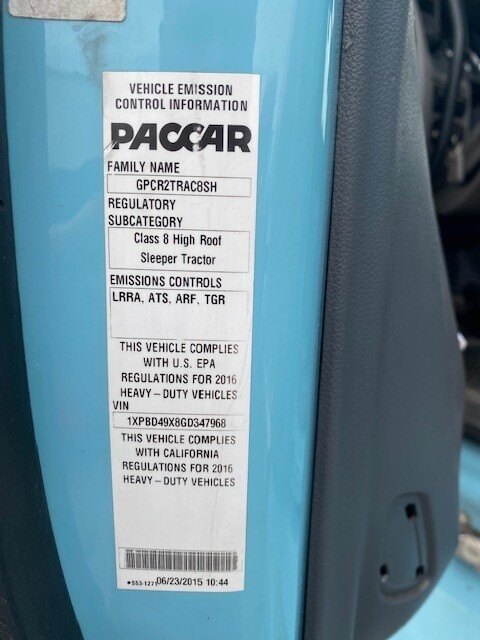 VEHICLE EMISSION
CONTROL INFORMATION
PACCAR
FAMILY NAME
GPCR2TRAC8SH
REGULATORY
SUBCATEGORY
Class 8 High Roof
Sleeper Tractor
EMISSIONS CONTROLS
LRRA, ATS, ARF, TGR
THIS VEHICLE COMPLIES
WITH U.S. EPA
REGULATIONS FOR 2016
HEAVY-DUTY VEHICLES
VIN
1XPBD49X8GD347968
THIS VEHICLE COMPLIES
WITH CALIFORNIA
REGULATIONS FOR 2016
HEAVY-DUTY VEHICLES
06/23/2015 10:44